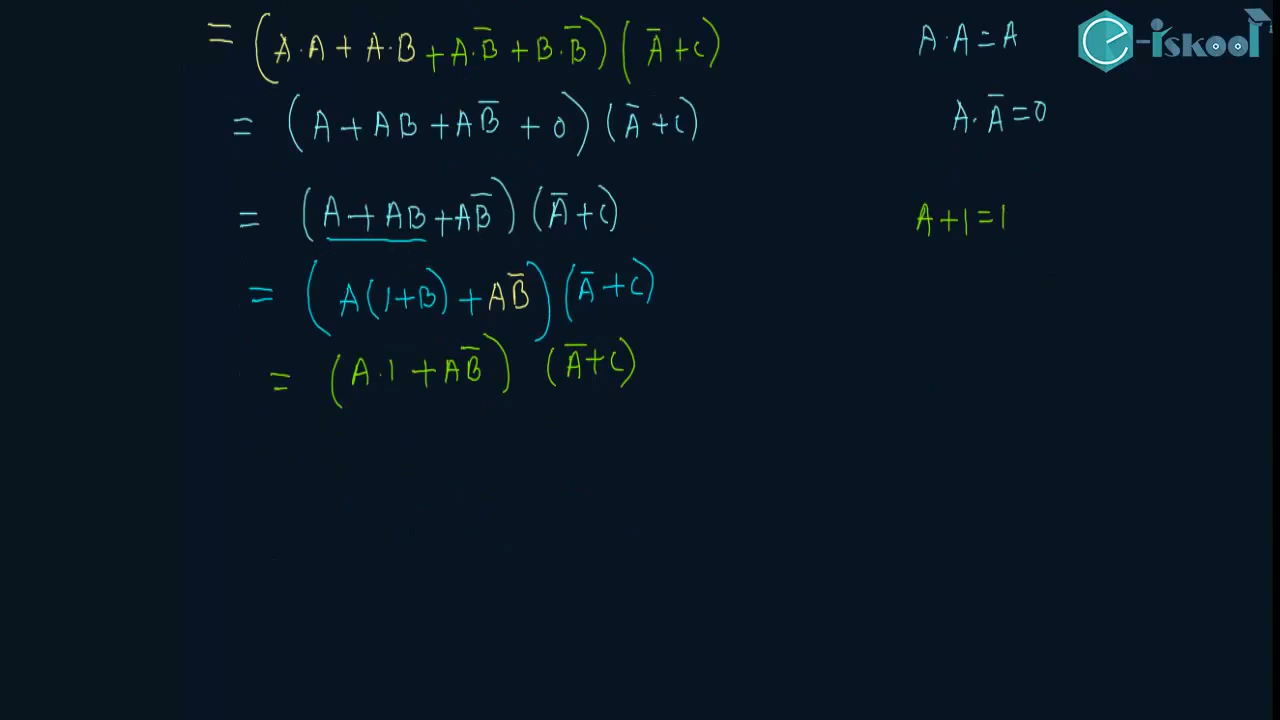 = (A·A + A·B + A·B̅ + B·B̅) (A̅ + C)
A·A = A
e-iskool
= (A + AB + AB̅ + 0) (A̅ + C)
A·A̅ = 0
= (A + AB + AB̅) (A̅ + C)
A + 1 = 1
= (A(1+B) + AB̅) (A̅ + C)
= (A·1 + AB̅) (A̅ + C)